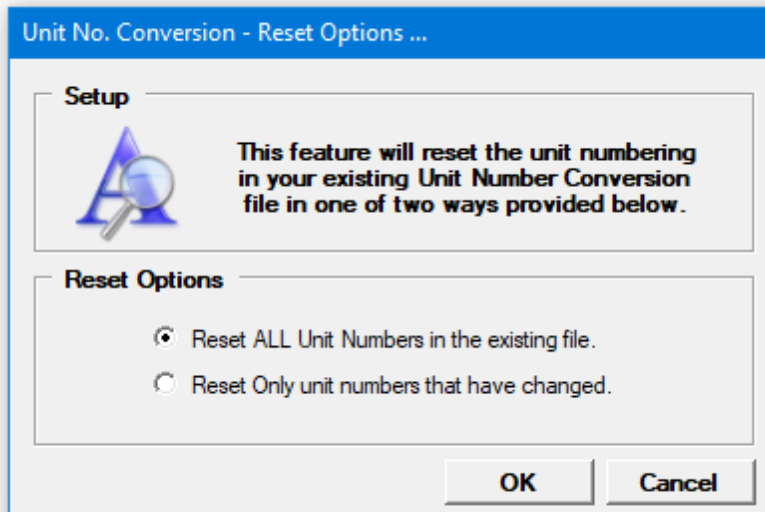 Unit No. Conversion - Reset Options ...
Setup
This feature will reset the unit numbering
in your existing Unit Number Conversion
file in one of two ways provided below.
Reset Options
Reset ALL Unit Numbers in the existing file.
Reset Only unit numbers that have changed.
OK Cancel